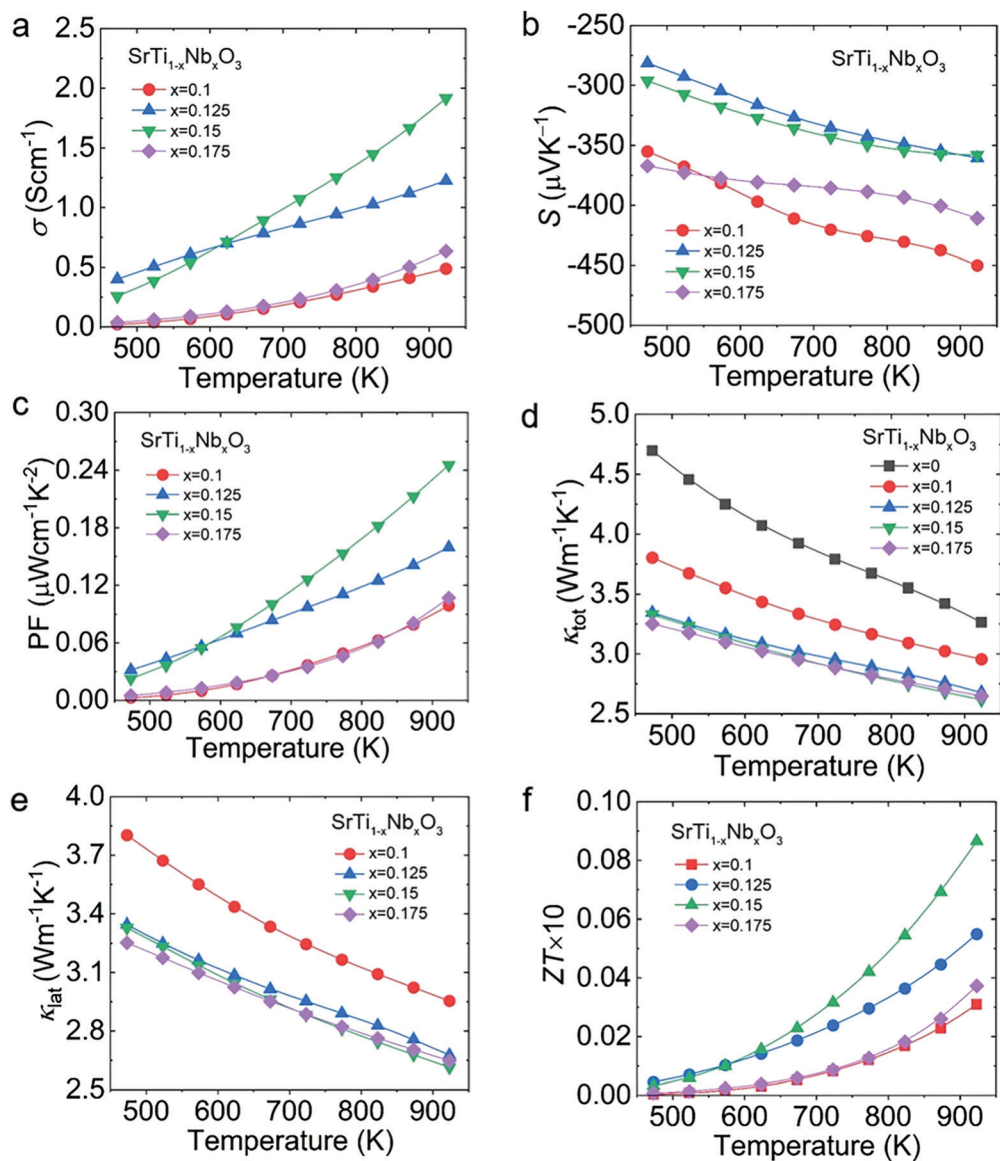 a
2.5
2.0
1.5
1.0
0.5
0.0
σ (Scm⁻¹)
SrTi₁₋ₓNbₓO₃
x=0.1
x=0.125
x=0.15
x=0.175
500 600 700 800 900
Temperature (K)
b
-250
-300
-350
-400
-450
-500
S (μVK⁻¹)
SrTi₁₋ₓNbₓO₃
x=0.1
x=0.125
x=0.15
x=0.175
500 600 700 800 900
Temperature (K)
c
0.30
0.24
0.18
0.12
0.06
0.00
PF (μWcm⁻¹K⁻²)
SrTi₁₋ₓNbₓO₃
x=0.1
x=0.125
x=0.15
x=0.175
500 600 700 800 900
Temperature (K)
d
5.0
4.5
4.0
3.5
3.0
2.5
κtot (Wm⁻¹K⁻¹)
SrTi₁₋ₓNbₓO₃
x=0
x=0.1
x=0.125
x=0.15
x=0.175
500 600 700 800 900
Temperature (K)
e
4.0
3.7
3.4
3.1
2.8
2.5
κlat (Wm⁻¹K⁻¹)
SrTi₁₋ₓNbₓO₃
x=0.1
x=0.125
x=0.15
x=0.175
500 600 700 800 900
Temperature (K)
f
0.10
0.08
0.06
0.04
0.02
0.00
ZT×10
SrTi₁₋ₓNbₓO₃
x=0.1
x=0.125
x=0.15
x=0.175
500 600 700 800 900
Temperature (K)